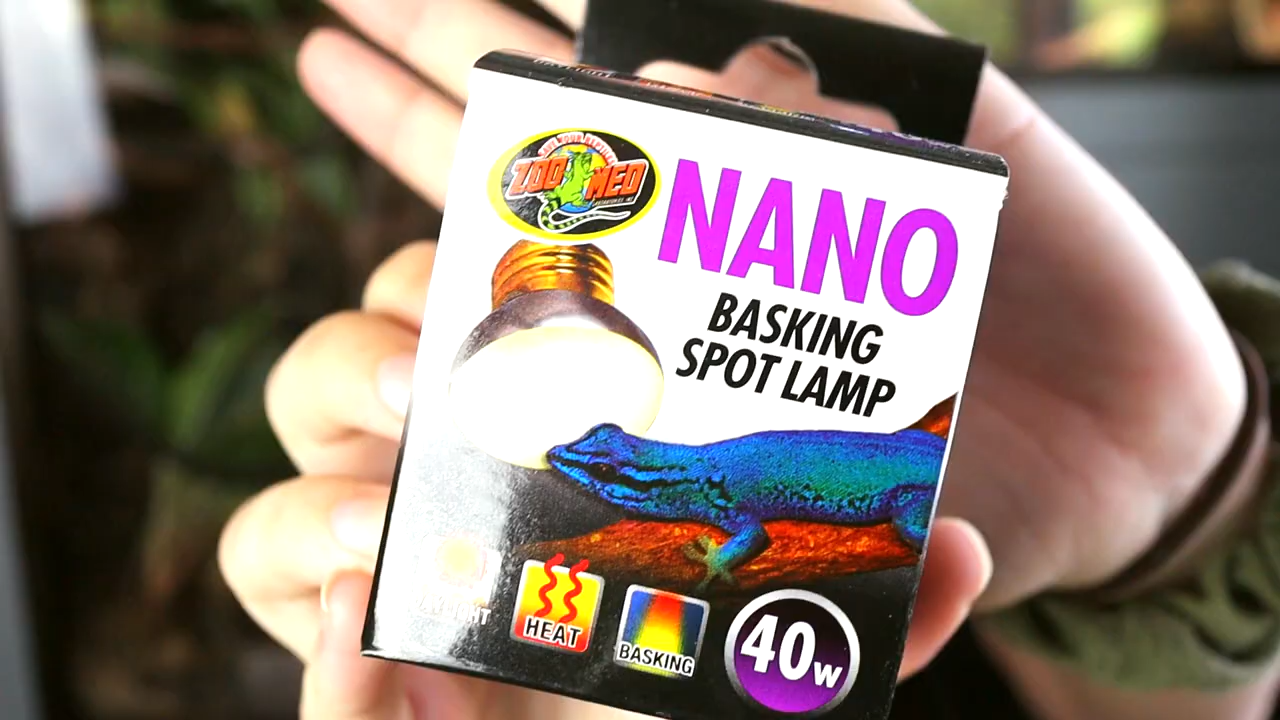 ZOO MED
NANO
BASKING
SPOT LAMP
HEAT
BASKING
40w